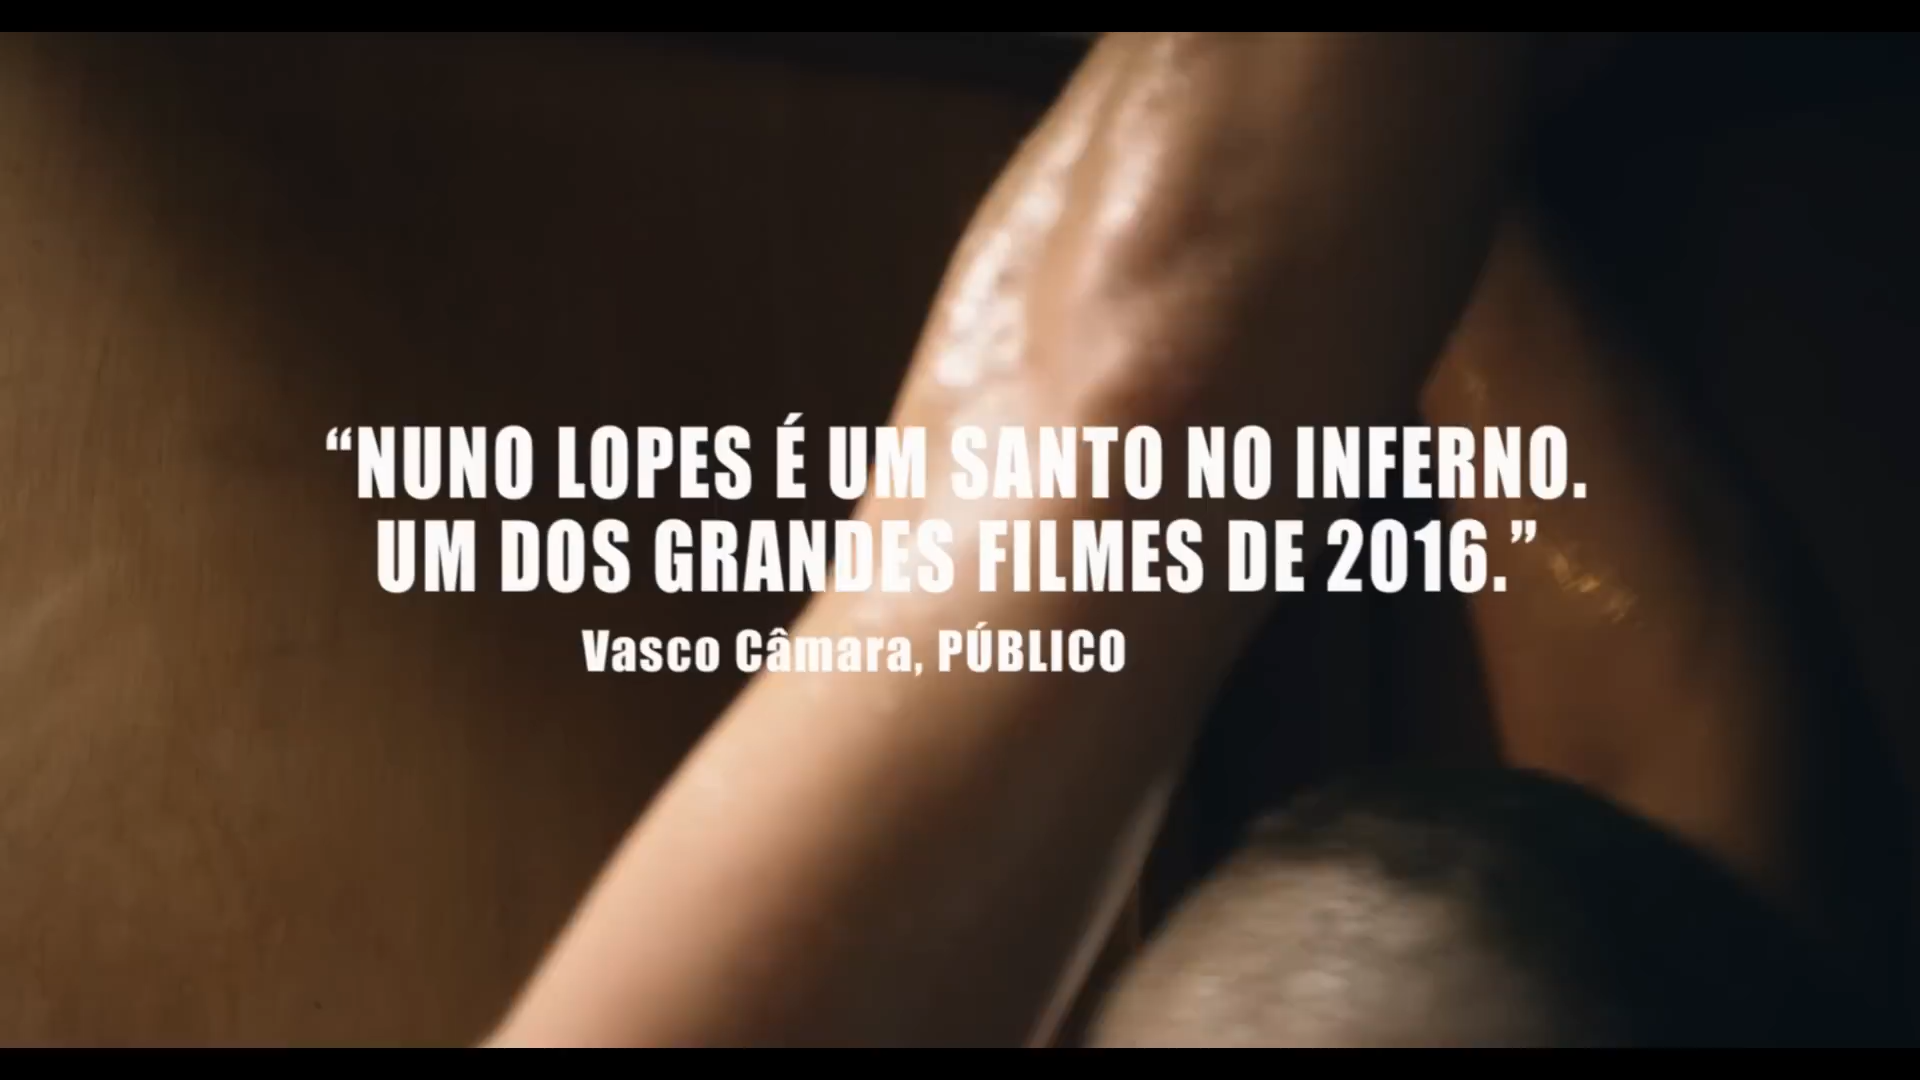 “NUNO LOPES É UM SANTO NO INFERNO.
UM DOS GRANDES FILMES DE 2016.”
Vasco Câmara, PÚBLICO